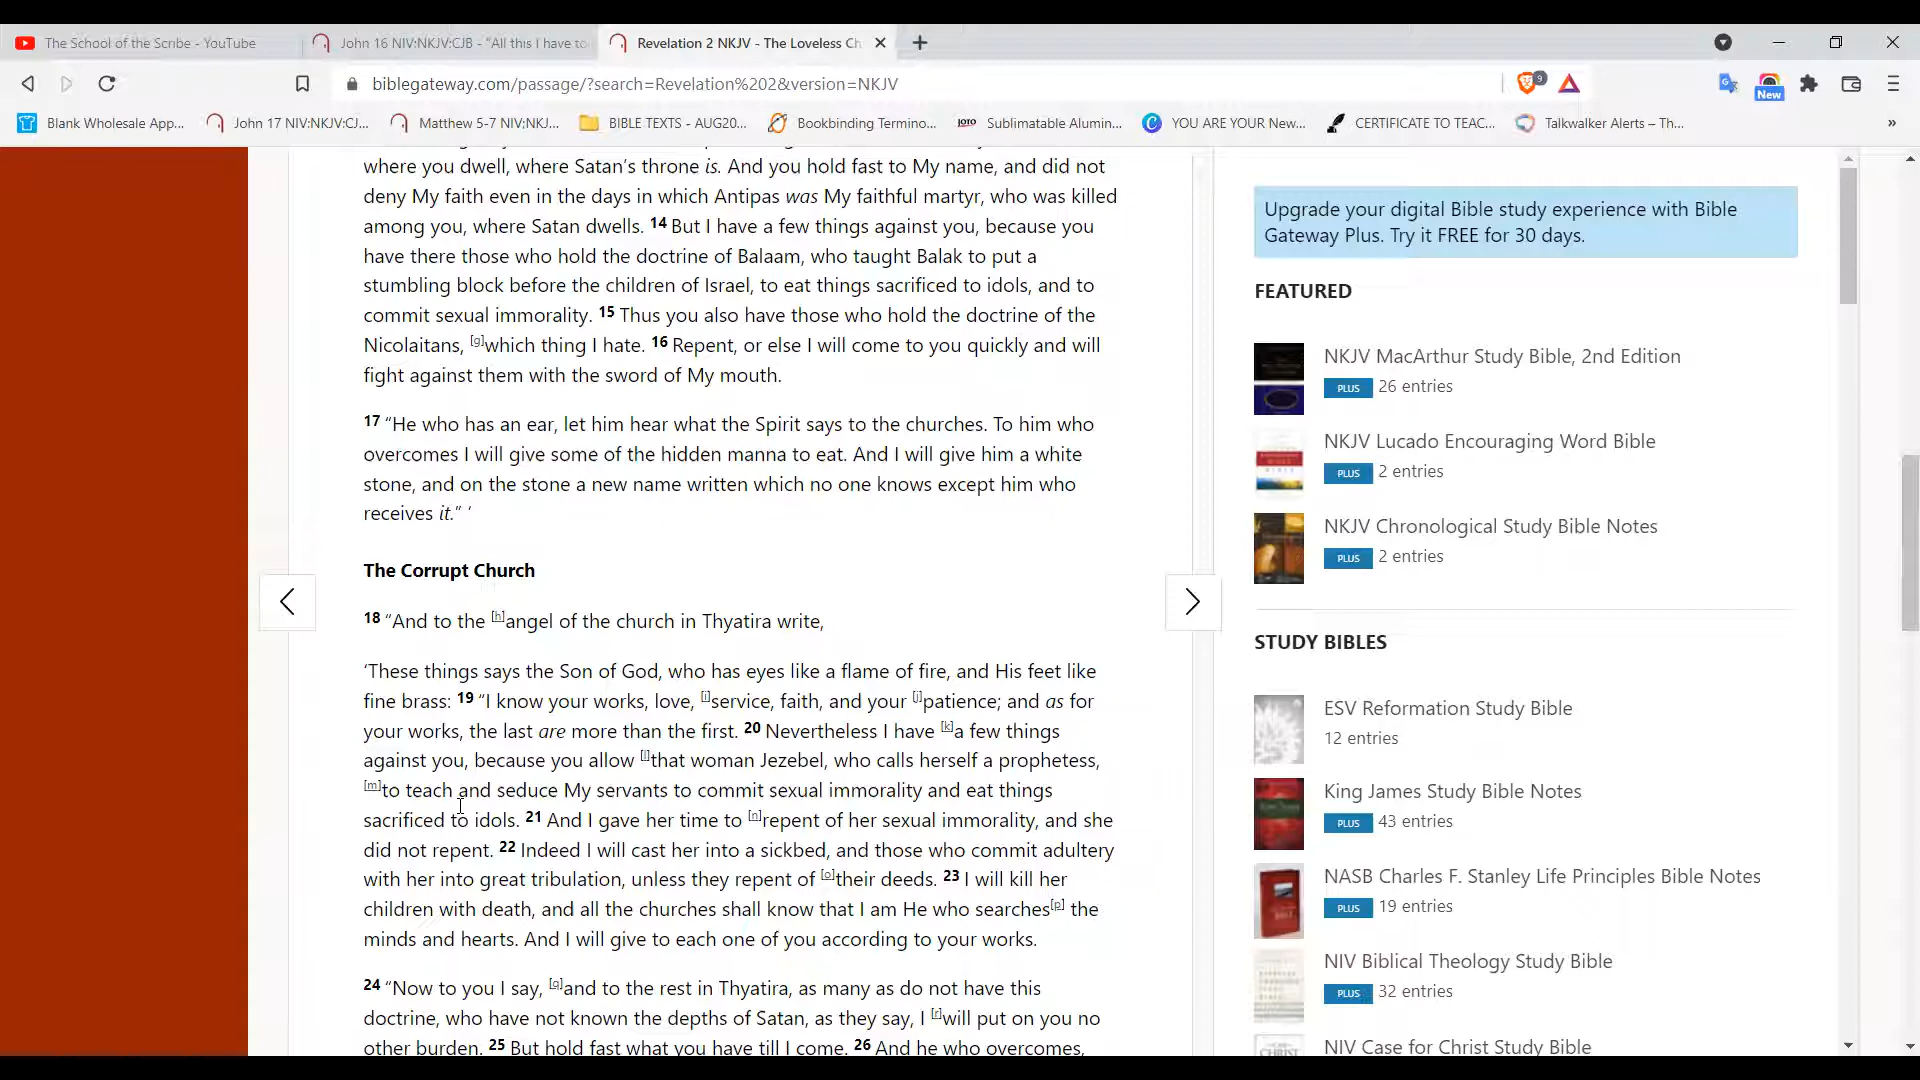 The School of the Scribe - YouTube
John 16 NIV;NKJV;CJB - "All this I have to
Revelation 2 NKJV - The Loveless Ch
biblegateway.com/passage/?search=Revelation%202&version=NKJV
9
New
Blank Wholesale App...
John 17 NIV;NKJV;CJ...
Matthew 5-7 NIV;NKJ...
BIBLE TEXTS - AUG20...
Bookbinding Termino...
JOTO
Sublimatable Alumin...
YOU ARE YOUR New...
CERTIFICATE TO TEAC...
Talkwalker Alerts – Th...
»
where you dwell, where Satan's throne is. And you hold fast to My name, and did not
deny My faith even in the days in which Antipas was My faithful martyr, who was killed
among you, where Satan dwells. 14 But I have a few things against you, because you
have there those who hold the doctrine of Balaam, who taught Balak to put a
stumbling block before the children of Israel, to eat things sacrificed to idols, and to
commit sexual immorality. 15 Thus you also have those who hold the doctrine of the
Nicolaitans, [g]which thing I hate. 16 Repent, or else I will come to you quickly and will
fight against them with the sword of My mouth.
17 “He who has an ear, let him hear what the Spirit says to the churches. To him who
overcomes I will give some of the hidden manna to eat. And I will give him a white
stone, and on the stone a new name written which no one knows except him who
receives it.” ’
The Corrupt Church
18 “And to the [h]angel of the church in Thyatira write,
‘These things says the Son of God, who has eyes like a flame of fire, and His feet like
fine brass: 19 “I know your works, love, [i]service, faith, and your [j]patience; and as for
your works, the last are more than the first. 20 Nevertheless I have [k]a few things
against you, because you allow [l]that woman Jezebel, who calls herself a prophetess,
[m]to teach and seduce My servants to commit sexual immorality and eat things
sacrificed to idols. 21 And I gave her time to [n]repent of her sexual immorality, and she
did not repent. 22 Indeed I will cast her into a sickbed, and those who commit adultery
with her into great tribulation, unless they repent of [o]their deeds. 23 I will kill her
children with death, and all the churches shall know that I am He who searches[p] the
minds and hearts. And I will give to each one of you according to your works.
24 “Now to you I say, [q]and to the rest in Thyatira, as many as do not have this
doctrine, who have not known the depths of Satan, as they say, I [r]will put on you no
other burden. 25 But hold fast what you have till I come. 26 And he who overcomes,
Upgrade your digital Bible study experience with Bible
Gateway Plus. Try it FREE for 30 days.
FEATURED
NKJV MacArthur Study Bible, 2nd Edition
PLUS 26 entries
NKJV Lucado Encouraging Word Bible
PLUS 2 entries
NKJV Chronological Study Bible Notes
PLUS 2 entries
STUDY BIBLES
ESV Reformation Study Bible
12 entries
King James Study Bible Notes
PLUS 43 entries
NASB Charles F. Stanley Life Principles Bible Notes
PLUS 19 entries
NIV Biblical Theology Study Bible
PLUS 32 entries
NIV Case for Christ Study Bible